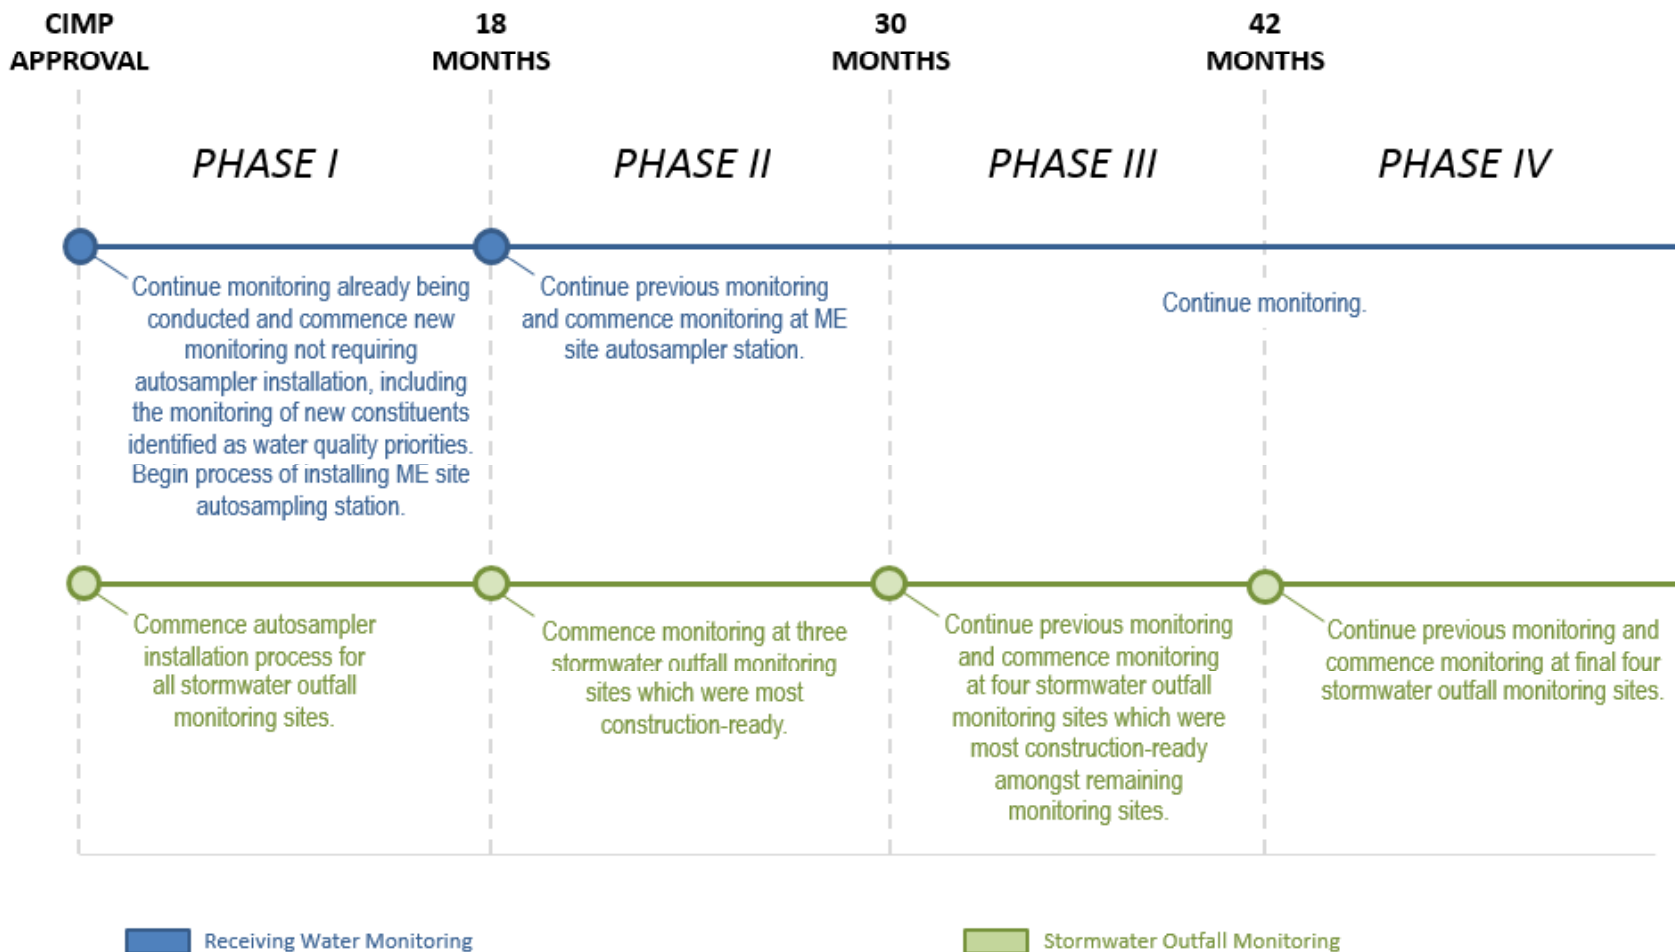 CIMP
APPROVAL
18
MONTHS
30
MONTHS
42
MONTHS
PHASE I
PHASE II
PHASE III
PHASE IV
Continue monitoring already being
conducted and commence new
monitoring not requiring
autosampler installation, including
the monitoring of new constituents
identified as water quality priorities.
Begin process of installing ME site
autosampling station.
Continue previous monitoring
and commence monitoring at ME
site autosampler station.
Continue monitoring.
Commence autosampler
installation process for
all stormwater outfall
monitoring sites.
Commence monitoring at three
stormwater outfall monitoring
sites which were most
construction-ready.
Continue previous monitoring
and commence monitoring
at four stormwater outfall
monitoring sites which were
most construction-ready
amongst remaining
monitoring sites.
Continue previous monitoring and
commence monitoring at final four
stormwater outfall monitoring sites.
Receiving Water Monitoring
Stormwater Outfall Monitoring